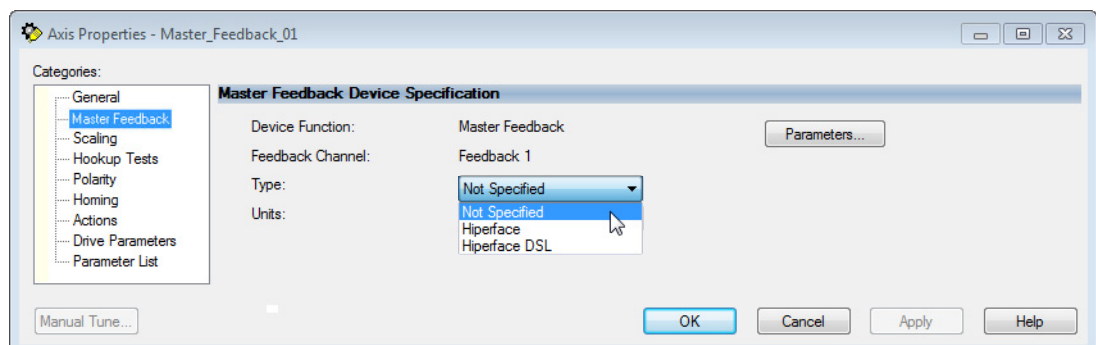 Axis Properties - Master_Feedback_01
Categories:
General
Master Feedback
Scaling
Hookup Tests
Polarity
Homing
Actions
Drive Parameters
Parameter List
Master Feedback Device Specification
Device Function: Master Feedback
Parameters...
Feedback Channel: Feedback 1
Type: Not Specified
Units:
Not Specified
Hiperface
Hiperface DSL
Manual Tune...
OK
Cancel
Apply
Help